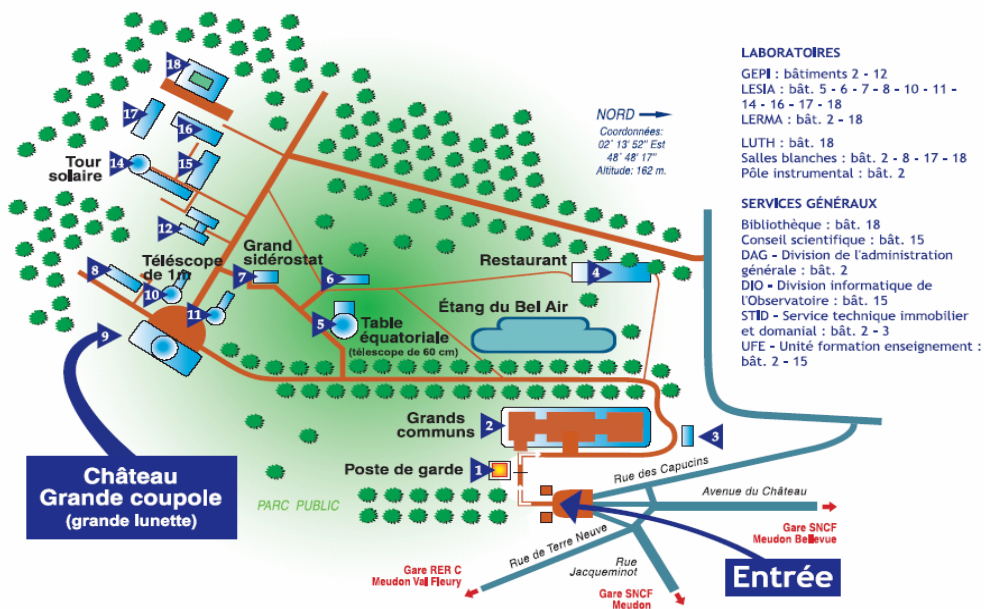 18
17
16
Tour
solaire
14
15
12
Téléscope
de 1m
8
10
11
9
Grand
sidérostat
7
6
5
Table
équatoriale
(télescope de 60 cm)
NORD
Coordonnées:
02° 13' 52" Est
48° 48' 17"
Altitude: 162 m.
Restaurant
4
Étang du Bel Air
Grands
communs
2
3
Poste de garde
1
PARC PUBLIC
Château
Grande coupole
(grande lunette)
Rue des Capucins
Avenue du Château
Gare SNCF
Meudon Bellevue
Rue de Terre Neuve
Rue
Jacqueminot
Gare RER C
Meudon Val Fleury
Gare SNCF
Meudon
Entrée
LABORATOIRES
GEPI : bâtiments 2 - 12
LESIA : bât. 5 - 6 - 7 - 8 - 10 - 11 -
14 - 16 - 17 - 18
LERMA : bât. 2 - 18
LUTH : bât. 18
Salles blanches : bât. 2 - 8 - 17 - 18
Pôle instrumental : bât. 2
SERVICES GÉNÉRAUX
Bibliothèque : bât. 18
Conseil scientifique : bât. 15
DAG - Division de l'administration
générale : bât. 2
DIO - Division informatique de
l'Observatoire : bât. 15
STID - Service technique immobilier
et domanial : bât. 2 - 3
UFE - Unité formation enseignement :
bât. 2 - 15